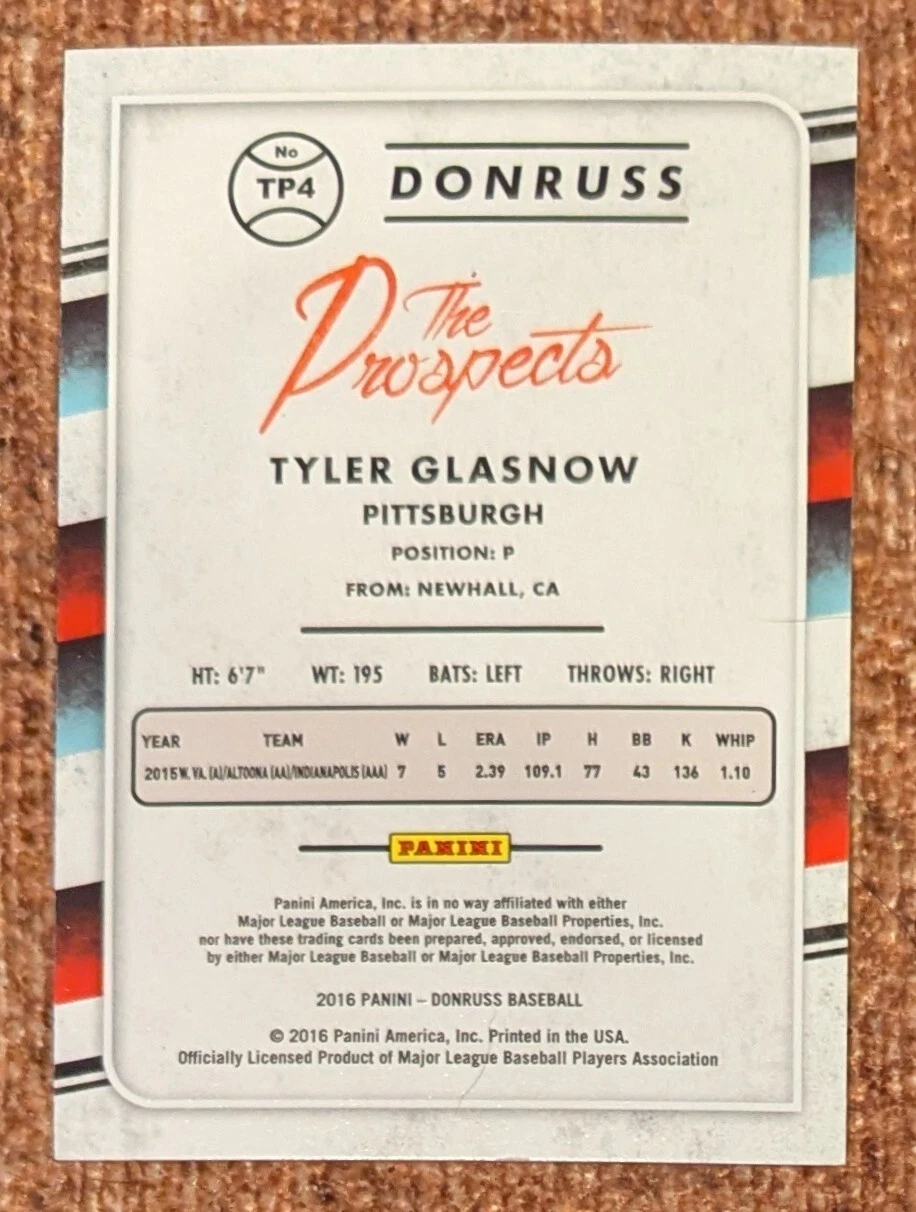 No
TP4
DONRUSS
The
Prospects
TYLER GLASNOW
PITTSBURGH
POSITION: P
FROM: NEWHALL, CA
HT: 6'7" WT: 195 BATS: LEFT THROWS: RIGHT
YEAR TEAM W L ERA IP H BB K WHIP
2015 W. VA. (A)/ALTOONA (AA)/INDIANAPOLIS (AAA) 7 5 2.39 109.1 77 43 136 1.10
PANINI
Panini America, Inc. is in no way affiliated with either
Major League Baseball or Major League Baseball Properties, Inc.
nor have these trading cards been prepared, approved, endorsed, or licensed
by either Major League Baseball or Major League Baseball Properties, Inc.
2016 PANINI – DONRUSS BASEBALL
© 2016 Panini America, Inc. Printed in the USA.
Officially Licensed Product of Major League Baseball Players Association